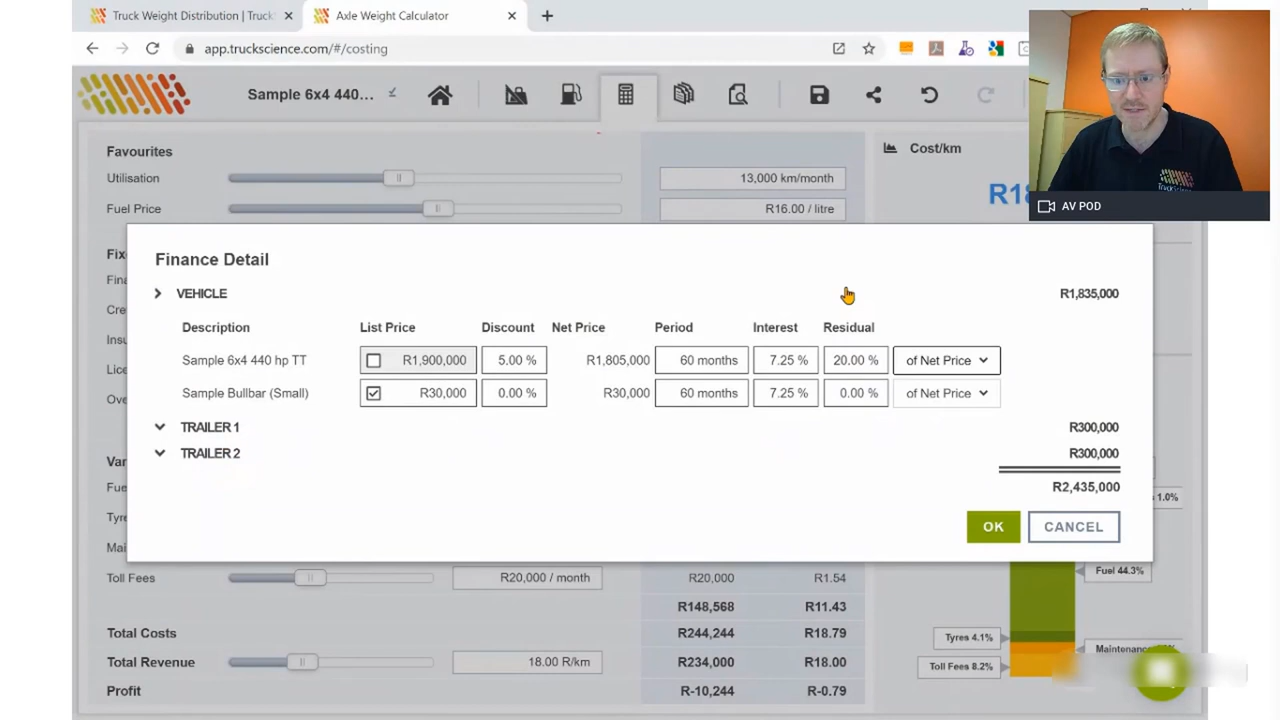 Truck Weight Distribution | Truck
Axle Weight Calculator
app.truckscience.com/#/costing
Sample 6x4 440...
Favourites
Utilisation
13,000 km/month
Fuel Price
R16.00 / litre
Cost/km
AV POD
Finance Detail
VEHICLE
R1,835,000
Description List Price Discount Net Price Period Interest Residual
Sample 6x4 440 hp TT R1,900,000 5.00 % R1,805,000 60 months 7.25 % 20.00 % of Net Price
Sample Bullbar (Small) R30,000 0.00 % R30,000 60 months 7.25 % 0.00 % of Net Price
TRAILER 1 R300,000
TRAILER 2 R300,000
R2,435,000
OK CANCEL
1.0%
Toll Fees R20,000 / month R20,000 R1.54
Fuel 44.3%
R148,568 R11.43
Total Costs R244,244 R18.79
Tyres 4.1%
Total Revenue 18.00 R/km R234,000 R18.00
Toll Fees 8.2%
Profit R-10,244 R-0.79